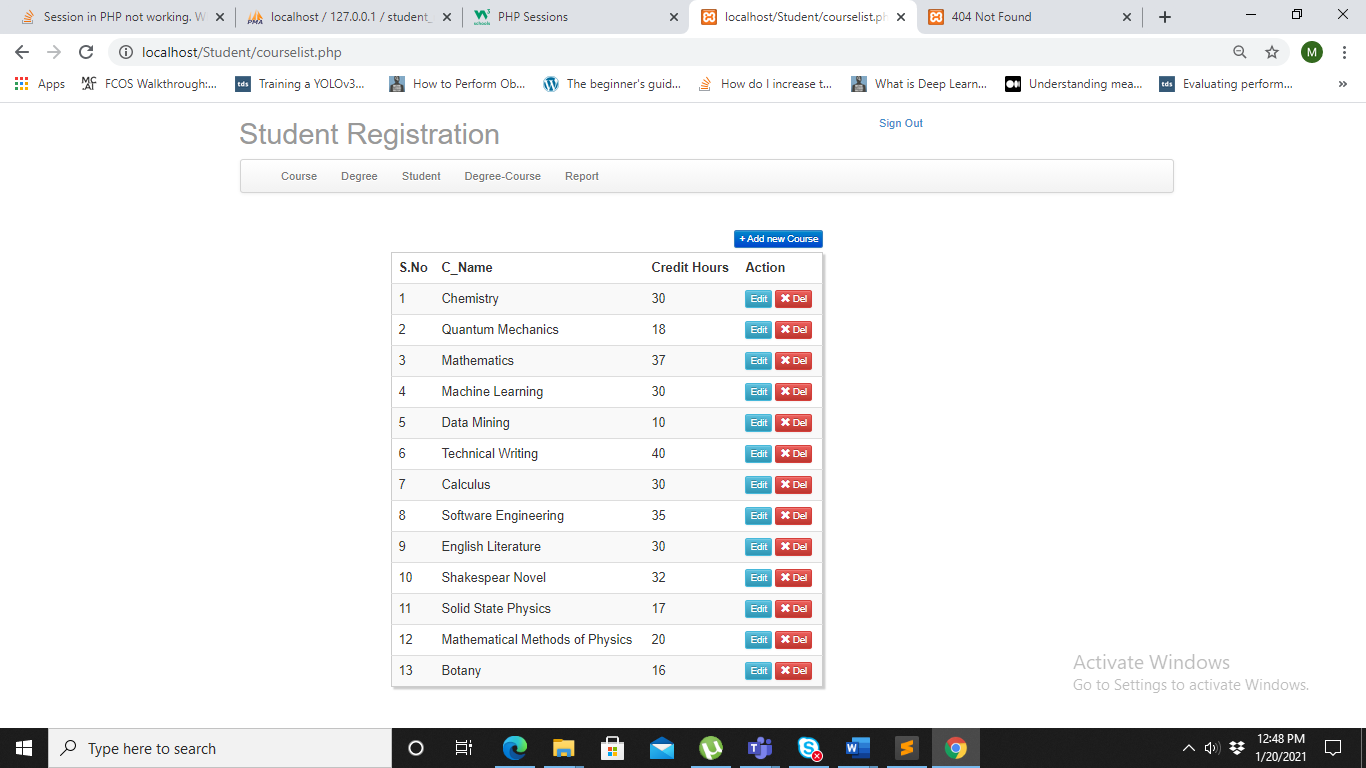 Session in PHP not working. W
localhost / 127.0.0.1 / student_
PHP Sessions
localhost/Student/courselist.ph
404 Not Found
localhost/Student/courselist.php
M
Apps
FCOS Walkthrough:...
Training a YOLOv3...
How to Perform Ob...
The beginner's guid...
How do I increase t...
What is Deep Learn...
Understanding mea...
Evaluating perform...
»
Student Registration
Sign Out
Course Degree Student Degree-Course Report
+ Add new Course
S.No C_Name Credit Hours Action
1 Chemistry 30 Edit ✖ Del
2 Quantum Mechanics 18 Edit ✖ Del
3 Mathematics 37 Edit ✖ Del
4 Machine Learning 30 Edit ✖ Del
5 Data Mining 10 Edit ✖ Del
6 Technical Writing 40 Edit ✖ Del
7 Calculus 30 Edit ✖ Del
8 Software Engineering 35 Edit ✖ Del
9 English Literature 30 Edit ✖ Del
10 Shakespear Novel 32 Edit ✖ Del
11 Solid State Physics 17 Edit ✖ Del
12 Mathematical Methods of Physics 20 Edit ✖ Del
13 Botany 16 Edit ✖ Del
Activate Windows
Go to Settings to activate Windows.
Type here to search
12:48 PM
1/20/2021